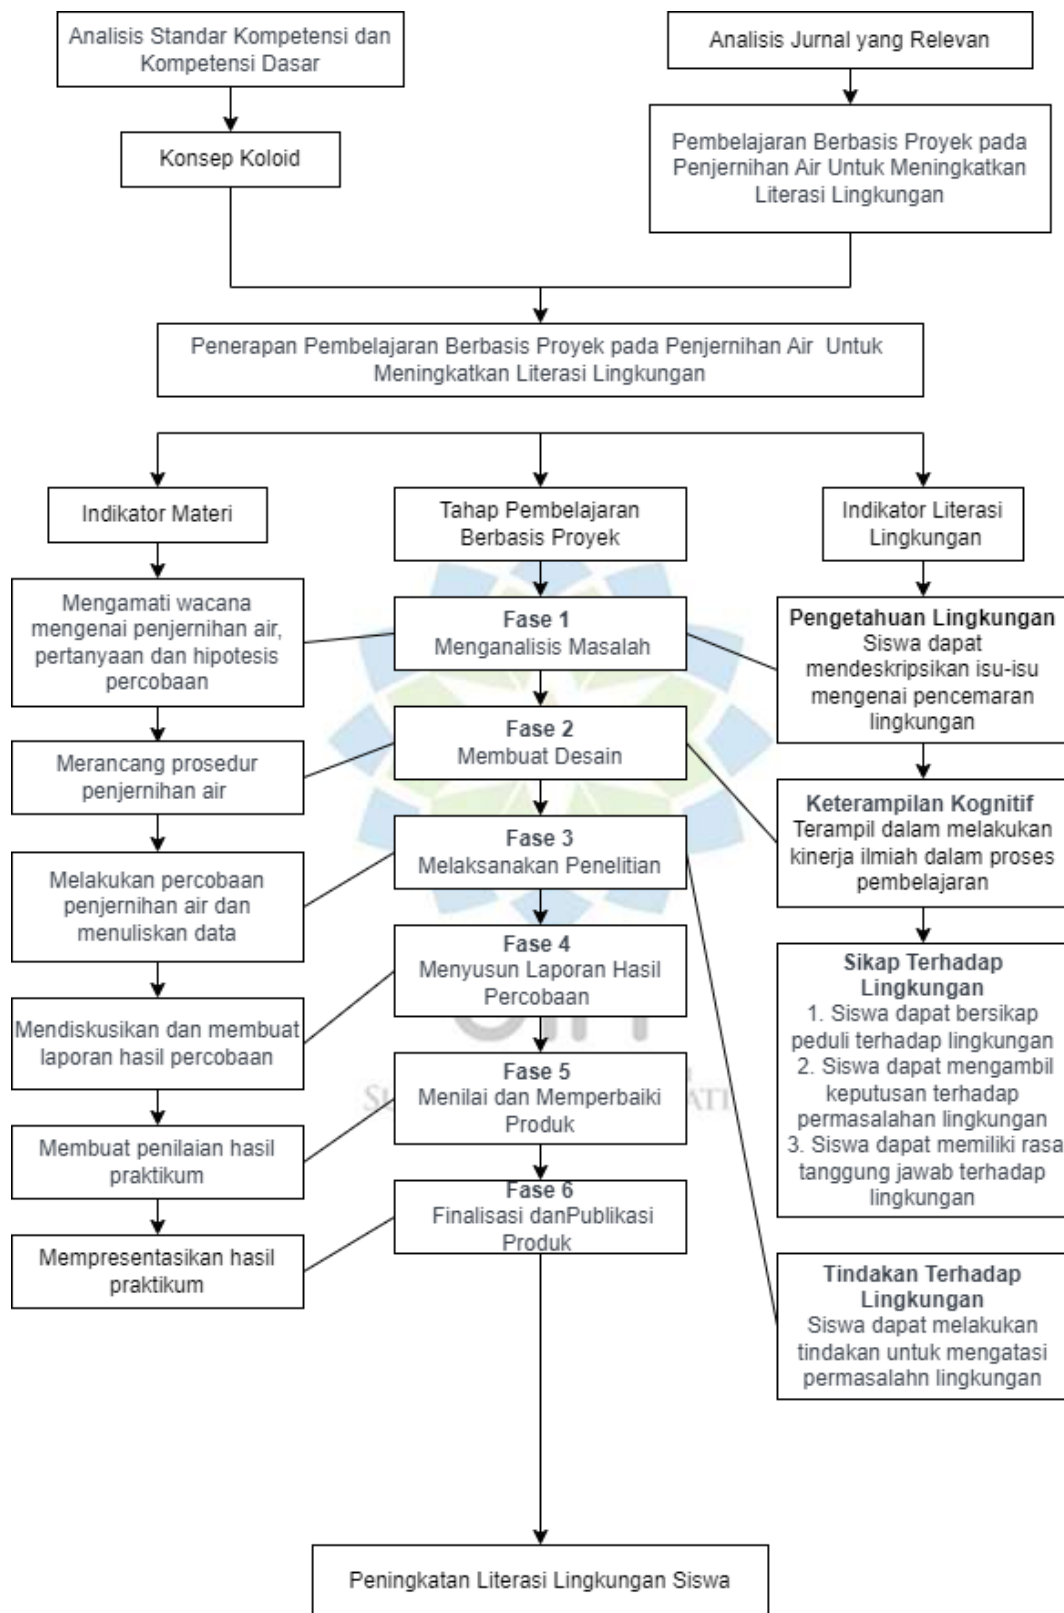 Analisis Standar Kompetensi dan
Kompetensi Dasar
Analisis Jurnal yang Relevan
Konsep Koloid
Pembelajaran Berbasis Proyek pada
Penjernihan Air Untuk Meningkatkan
Literasi Lingkungan
Penerapan Pembelajaran Berbasis Proyek pada Penjernihan Air Untuk
Meningkatkan Literasi Lingkungan
Indikator Materi
Tahap Pembelajaran
Berbasis Proyek
Indikator Literasi
Lingkungan
Mengamati wacana
mengenai penjernihan air,
pertanyaan dan hipotesis
percobaan
Fase 1
Menganalisis Masalah
Pengetahuan Lingkungan
Siswa dapat
mendeskripsikan isu-isu
mengenai pencemaran
lingkungan
Merancang prosedur
penjernihan air
Fase 2
Membuat Desain
Keterampilan Kognitif
Terampil dalam melakukan
kinerja ilmiah dalam proses
pembelajaran
Melakukan percobaan
penjernihan air dan
menuliskan data
Fase 3
Melaksanakan Penelitian
Sikap Terhadap
Lingkungan
1. Siswa dapat bersikap
peduli terhadap lingkungan
2. Siswa dapat mengambil
keputusan terhadap
permasalahan lingkungan
3. Siswa dapat memiliki rasa
tanggung jawab terhadap
lingkungan
Mendiskusikan dan membuat
laporan hasil percobaan
Fase 4
Menyusun Laporan Hasil
Percobaan
Membuat penilaian hasil
praktikum
Fase 5
Menilai dan Memperbaiki
Produk
Mempresentasikan hasil
praktikum
Fase 6
Finalisasi danPublikasi
Produk
Tindakan Terhadap
Lingkungan
Siswa dapat melakukan
tindakan untuk mengatasi
permasalahn lingkungan
Peningkatan Literasi Lingkungan Siswa